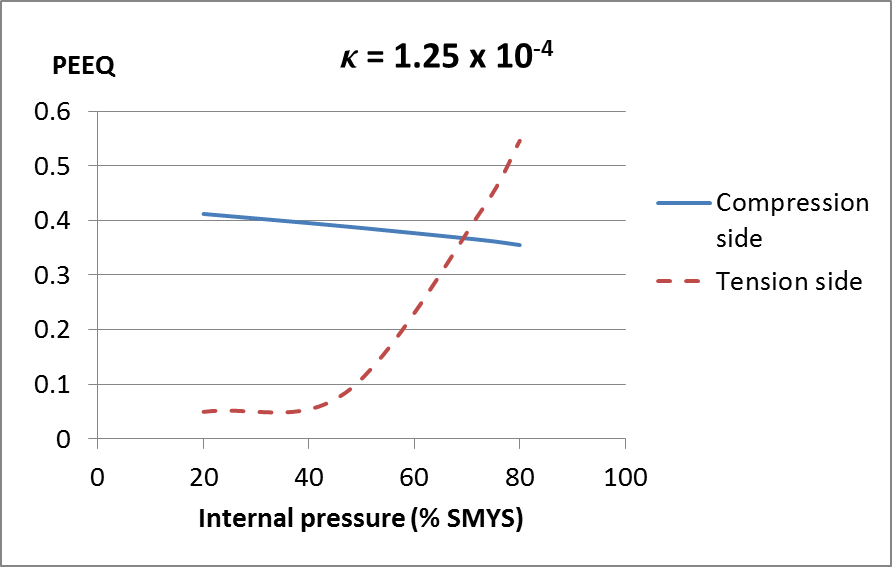 κ = 1.25 x 10-4
PEEQ
0.6
0.5
0.4
0.3
0.2
0.1
0
0 20 40 60 80 100
Internal pressure (% SMYS)
Compression
side
Tension side